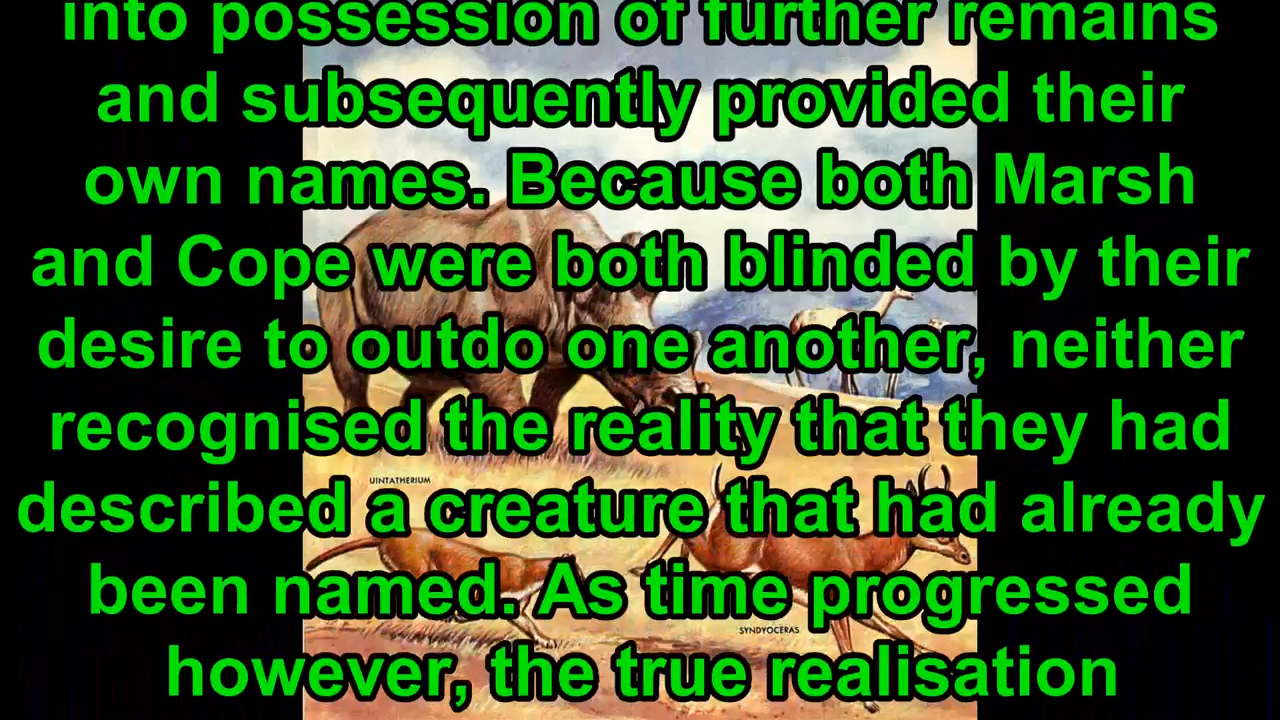 into possession of further remains
and subsequently provided their
own names. Because both Marsh
and Cope were both blinded by their
desire to outdo one another, neither
recognised the reality that they had
UINTATHERIUM
described a creature that had already
been named. As time progressed
SYNDYOCERAS
however, the true realisation